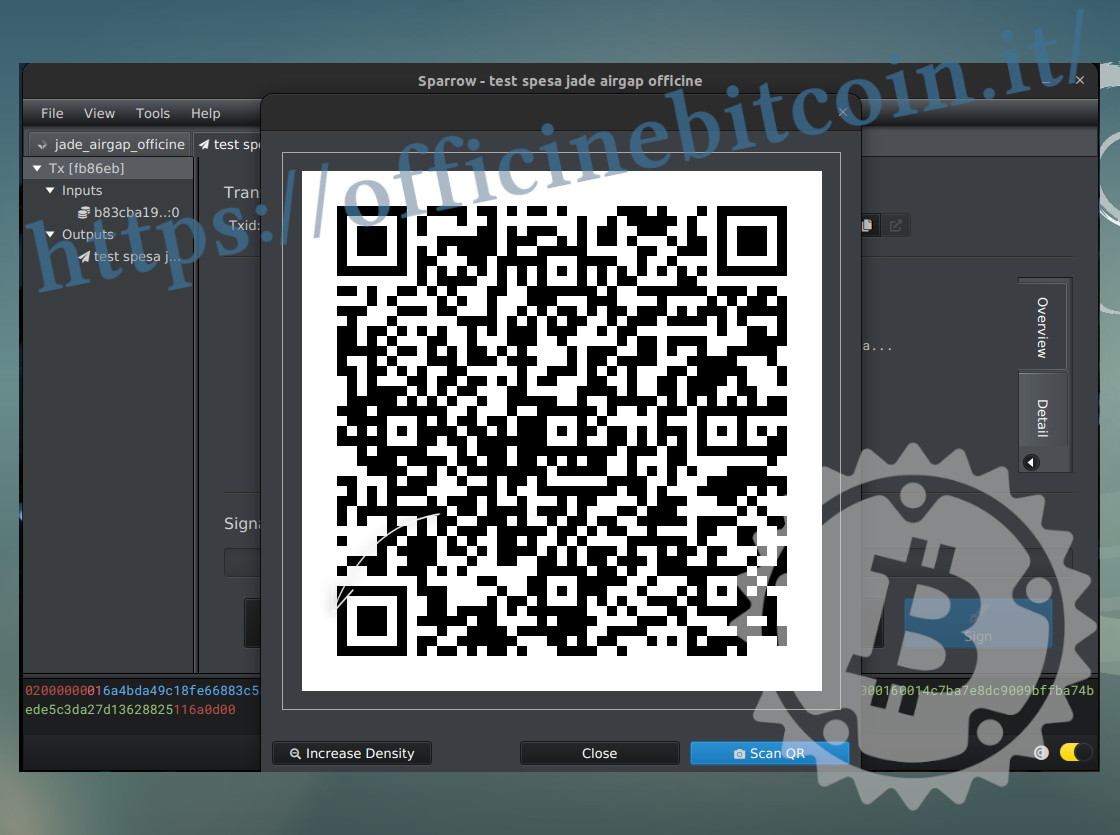 https://officinebitcoin.it/
Sparrow - test spesa jade airgap officine
File View Tools Help
jade_airgap_officine test spe
Tx [fb86eb]
Inputs
b83cba19..:0
Outputs
test spesa j...
Tran
Txid:
a...
Overview
Detail
Signa
Sign
02000000016a4bda49c18fe66883c5
000160014c7ba7e8dc9009bffba74b
ede5c3da27d13628825116a0d00
Increase Density Close Scan QR